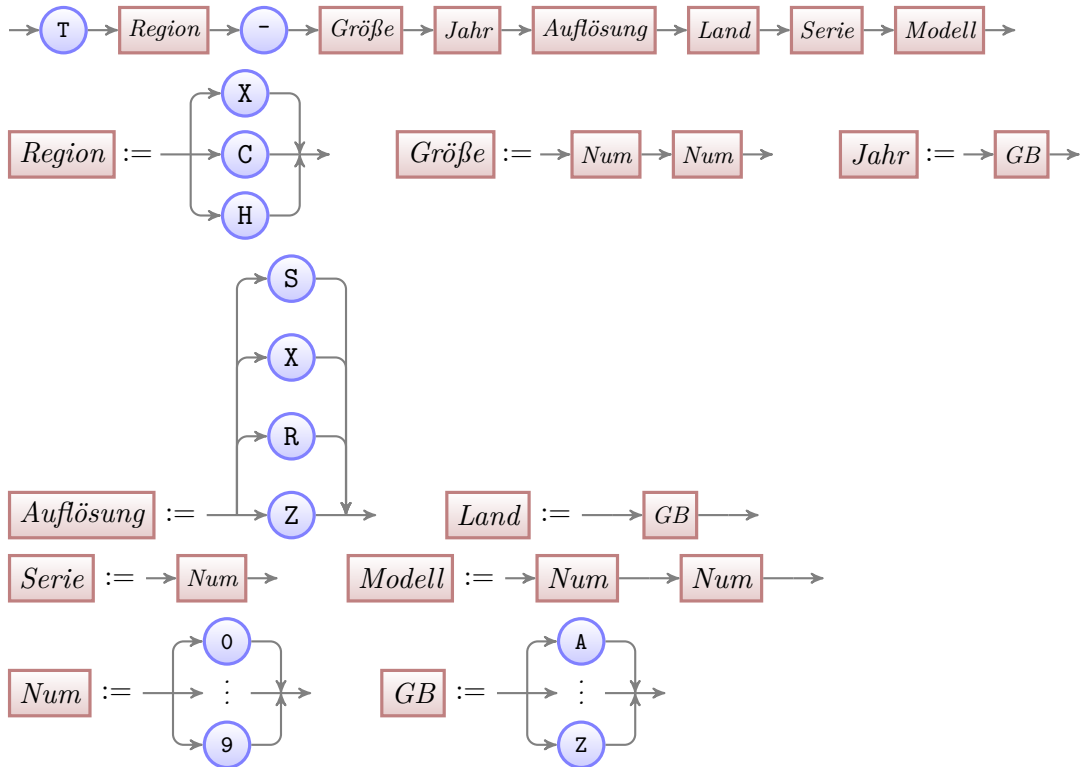 T Region - Größe Jahr Auflösung Land Serie Modell
X
Region := C Größe := Num Num Jahr := GB
H
S
X
R
Auflösung := Z Land := GB
Serie := Num Modell := Num Num
0 A
Num := ⋮ GB := ⋮
9 Z